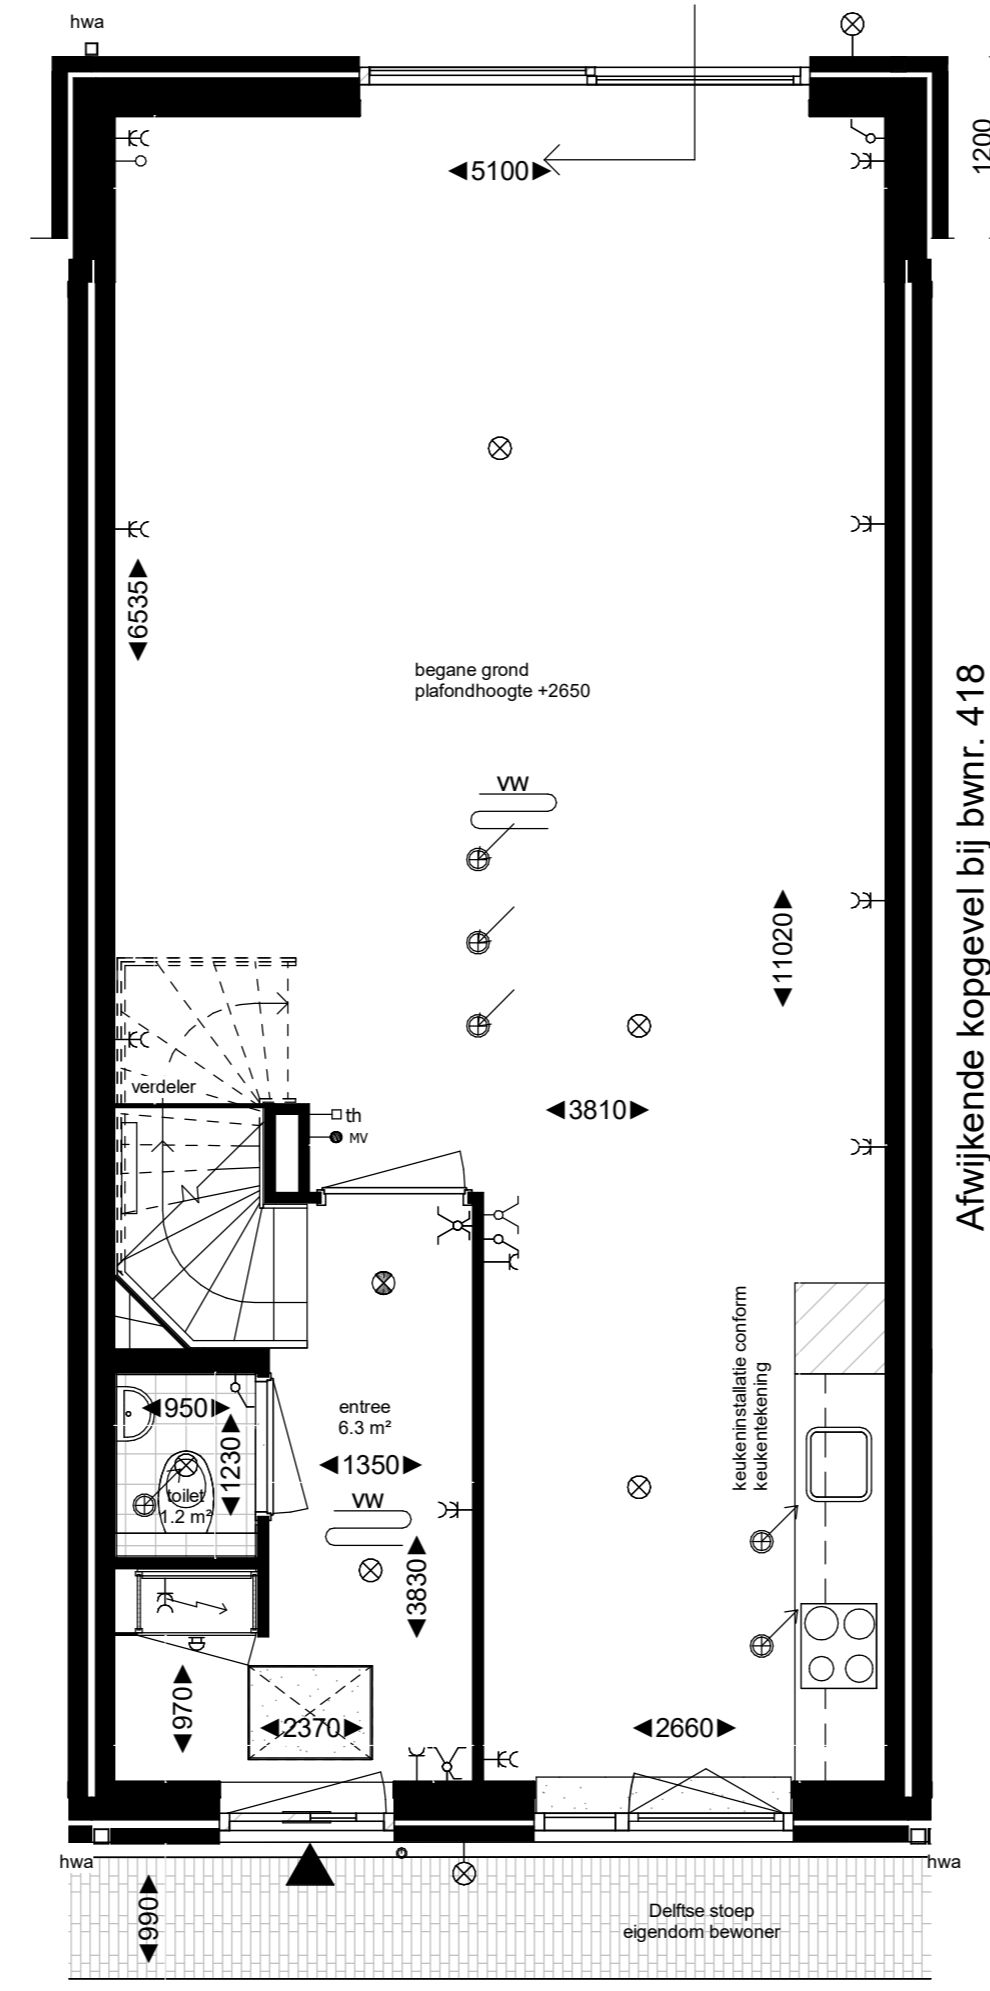 hwa
1200
5100
6535
begane grond
plafondhoogte +2650
VW
11020
Afwijkende kopgevel bij bwnr. 418
verdeler
th
MV
3810
keukeninstallatie conform
keukentekening
entree
6.3 m²
950
1230
1350
toilet
1.2 m²
VW
3830
970
2370
2660
hwa
hwa
990
Delftse stoep
eigendom bewoner